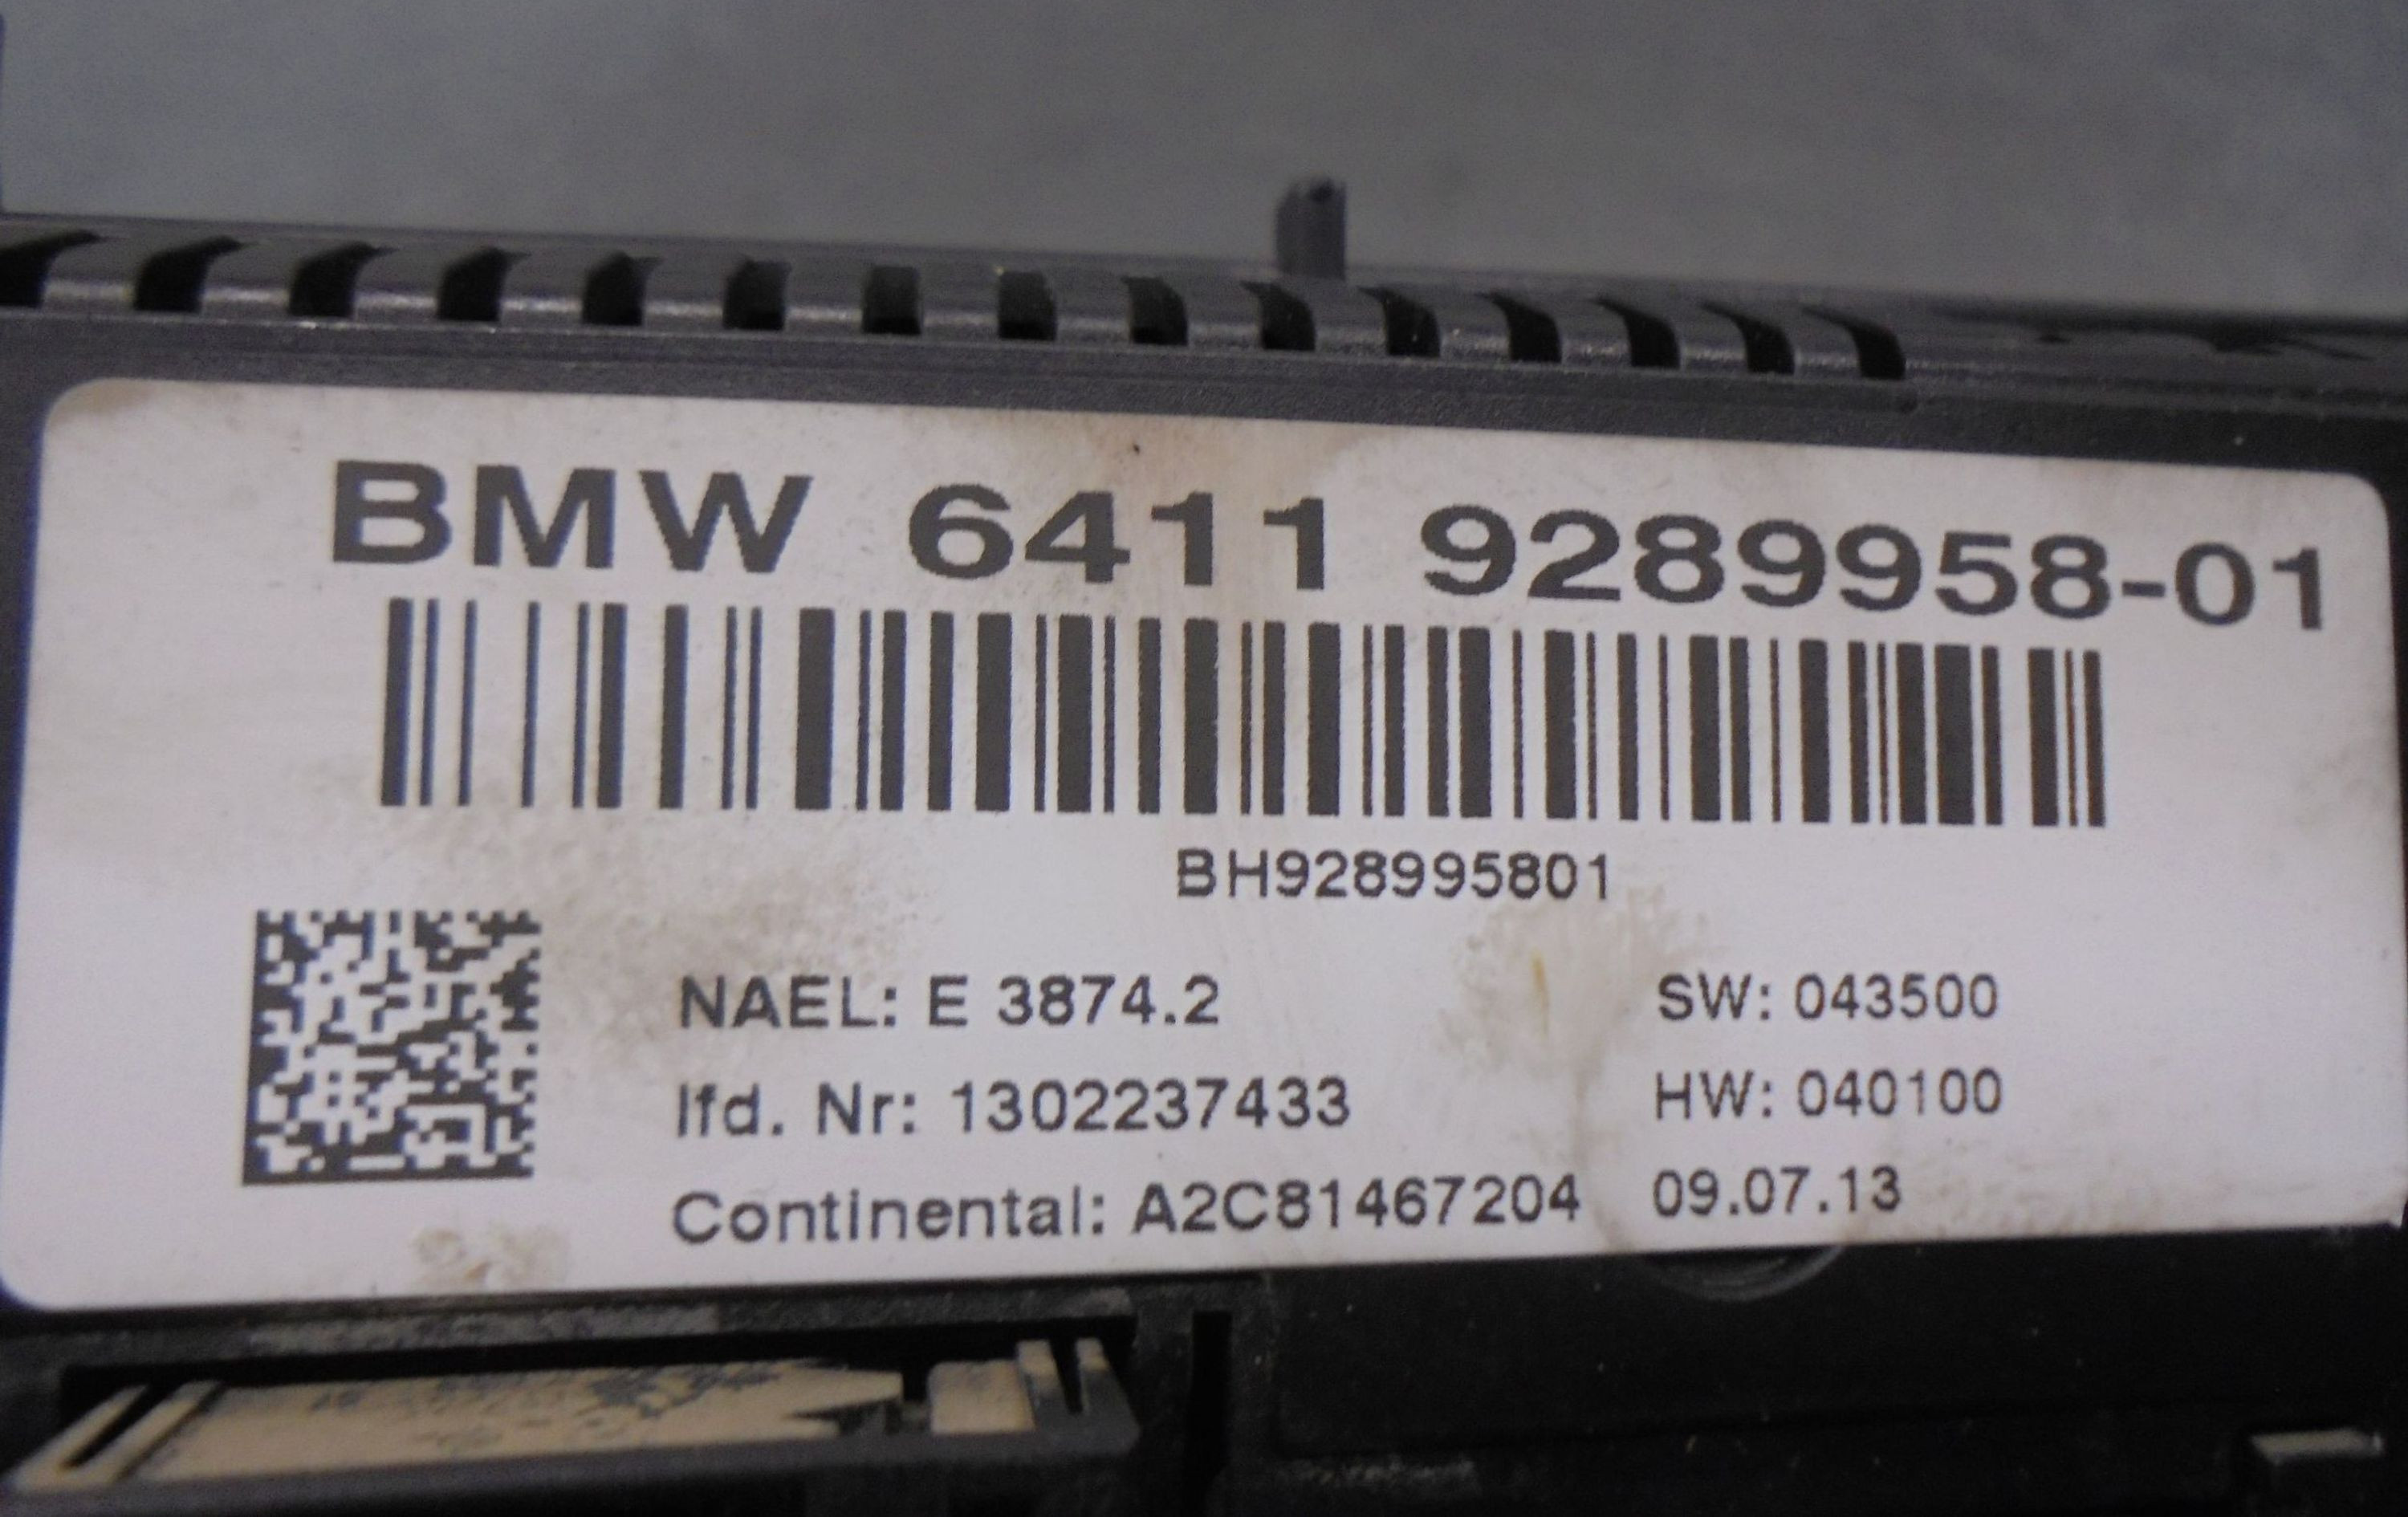 BMW 6411 9289958-01
BH928995801
NAEL: E 3874.2
SW: 043500
lfd. Nr: 1302237433
HW: 040100
Continental: A2C81467204
09.07.13